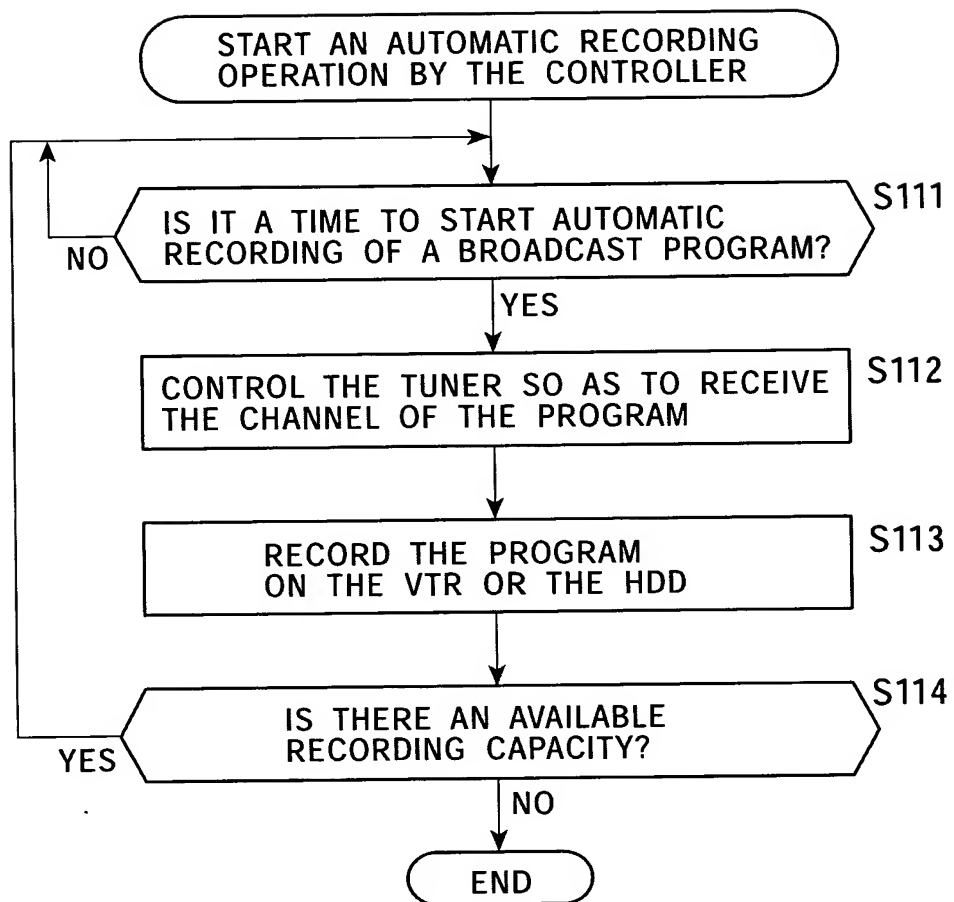 START AN AUTOMATIC RECORDING
OPERATION BY THE CONTROLLER
S111
IS IT A TIME TO START AUTOMATIC
RECORDING OF A BROADCAST PROGRAM?
NO
YES
S112
CONTROL THE TUNER SO AS TO RECEIVE
THE CHANNEL OF THE PROGRAM
S113
RECORD THE PROGRAM
ON THE VTR OR THE HDD
S114
IS THERE AN AVAILABLE
RECORDING CAPACITY?
YES
NO
END